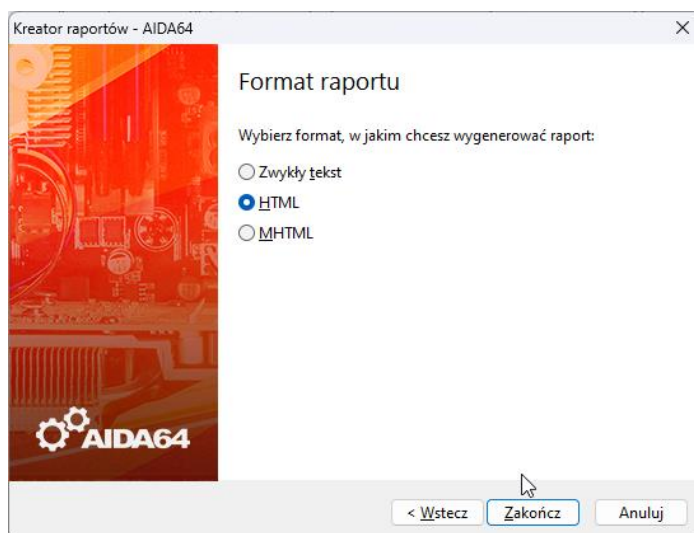 Kreator raportów - AIDA64
Format raportu
Wybierz format, w jakim chcesz wygenerować raport:
Zwykły tekst
HTML
MHTML
AIDA64
< Wstecz Zakończ Anuluj